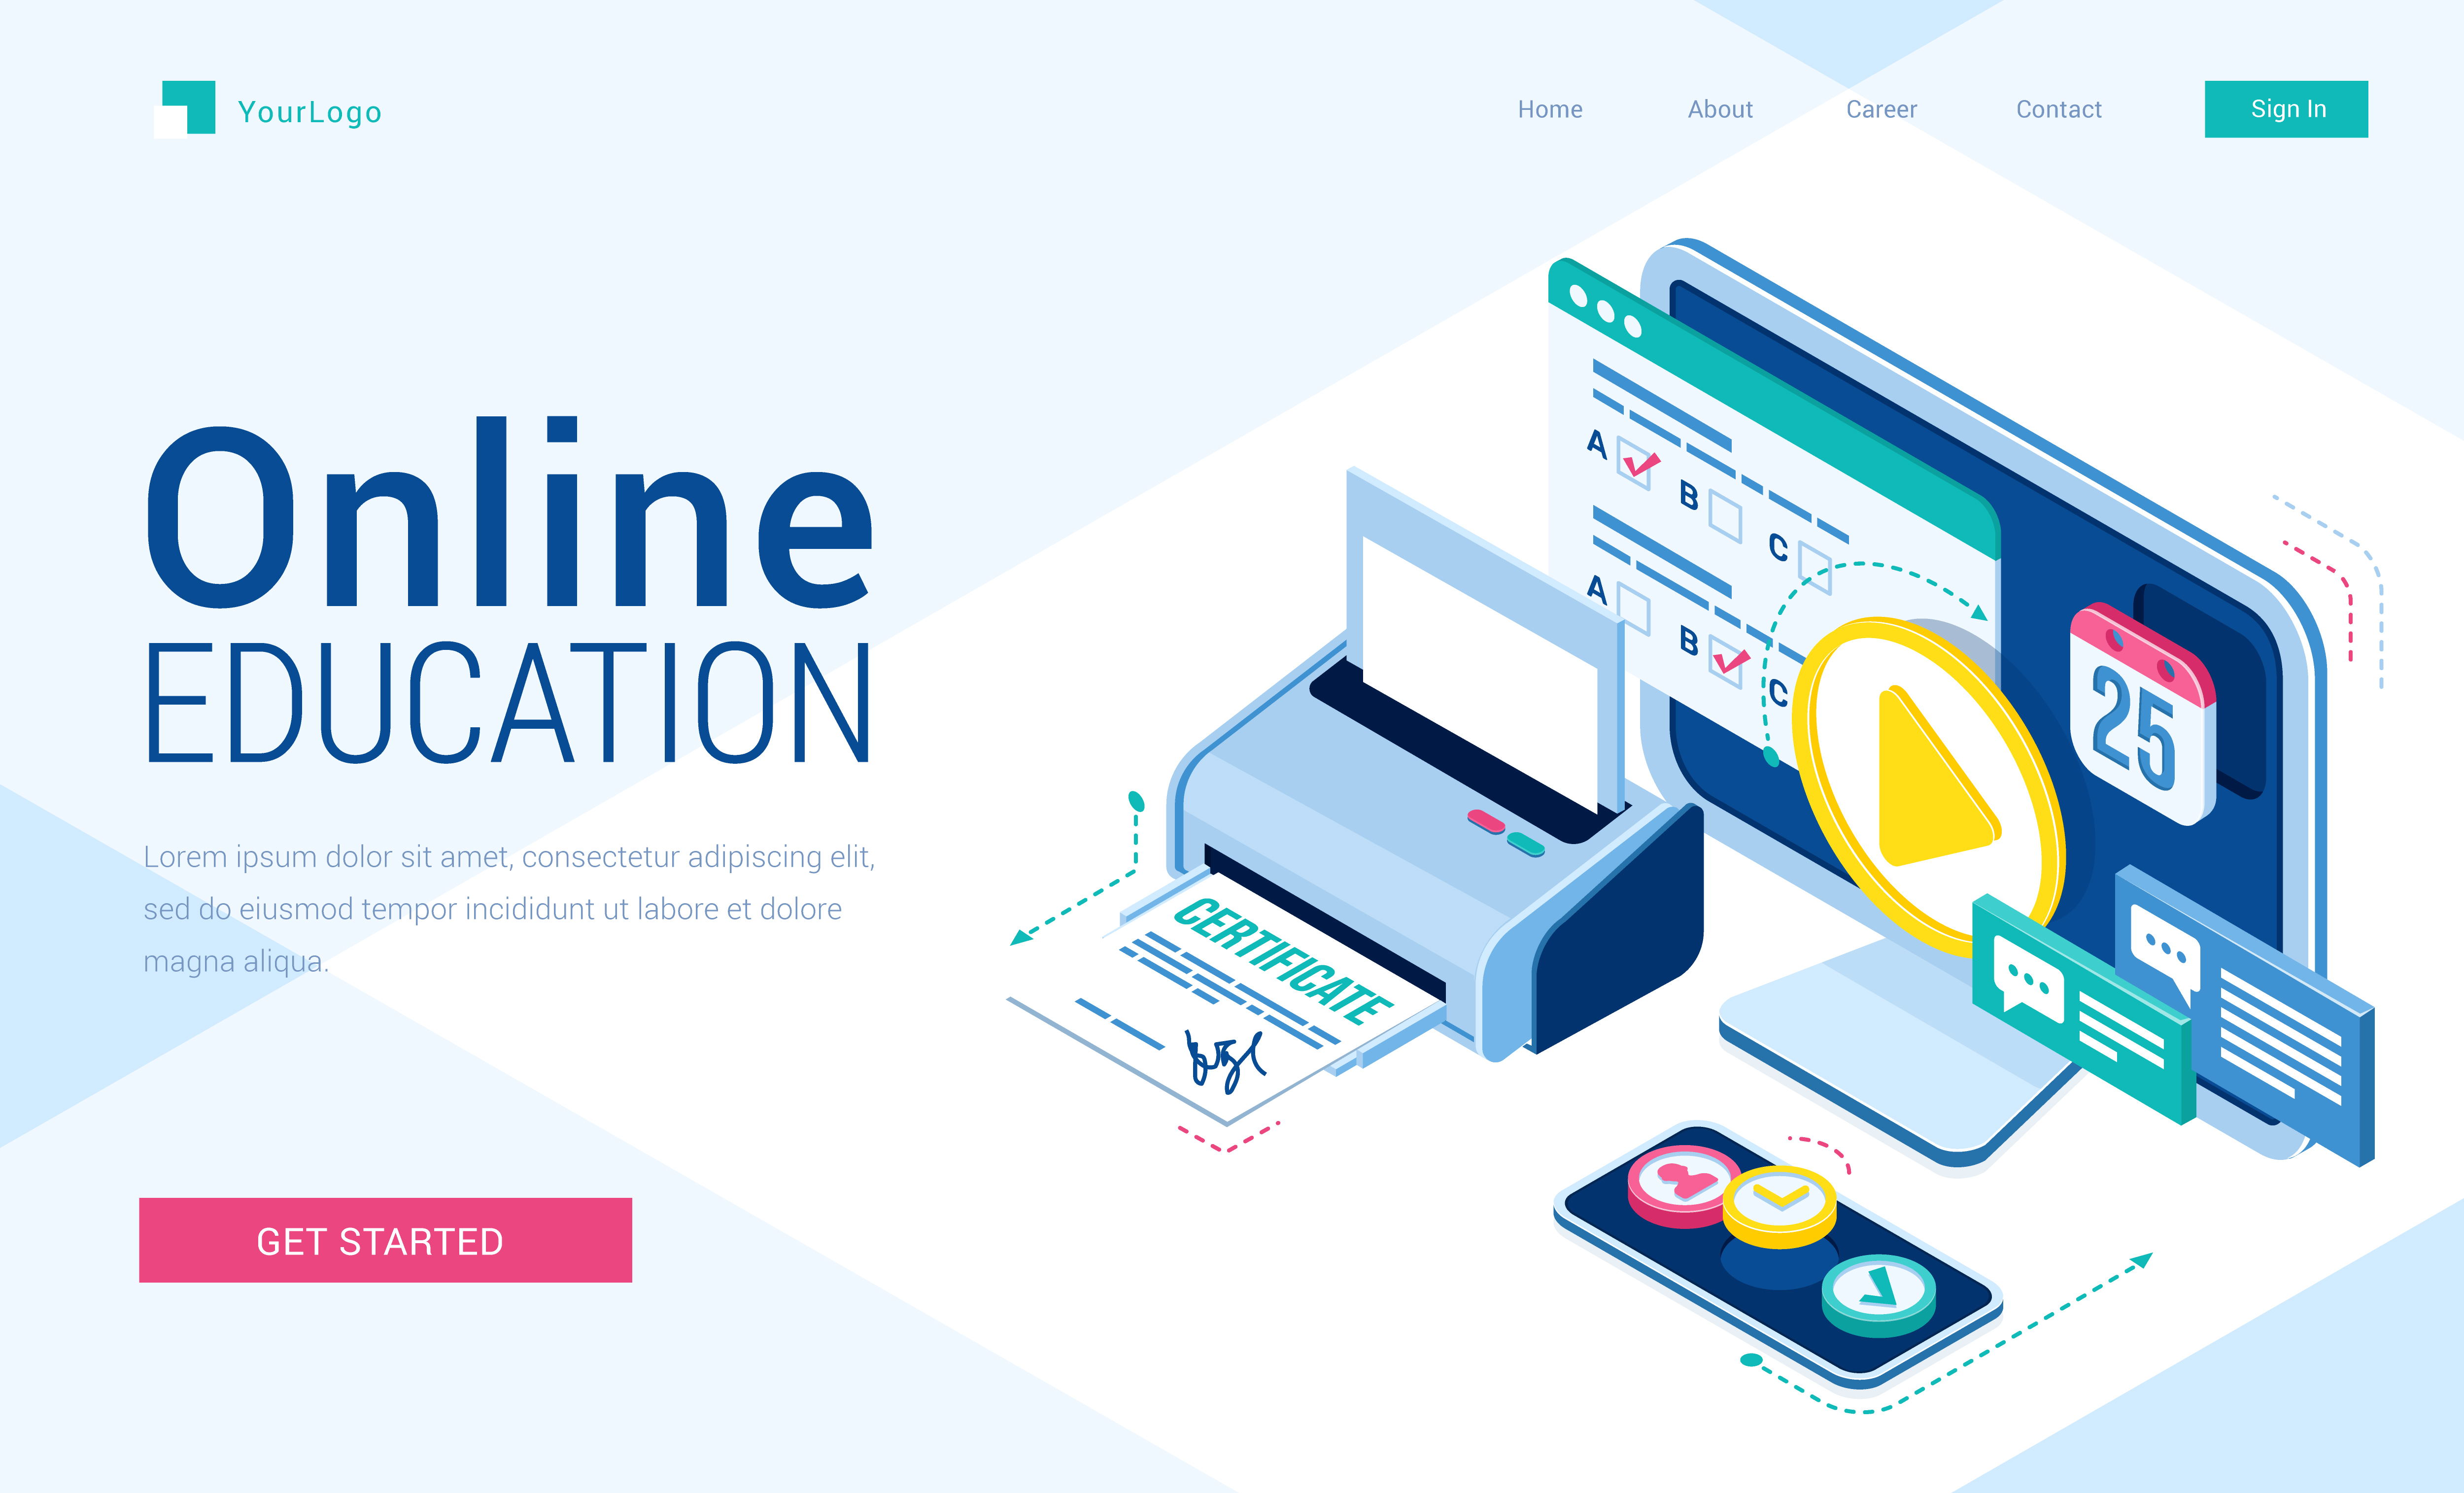 YourLogo
Home
About
Career
Contact
Sign In
Online
EDUCATION
Lorem ipsum dolor sit amet, consectetur adipiscing elit,
sed do eiusmod tempor incididunt ut labore et dolore
magna aliqua.
GET STARTED
A
B
C
A
B
C
25
CERTIFICATE